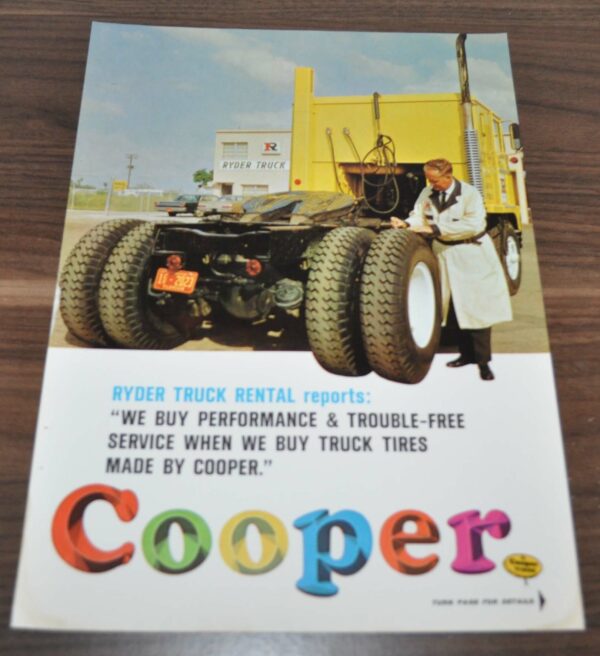 R
RYDER TRUCK
RYDER TRUCK RENTAL reports:
"WE BUY PERFORMANCE & TROUBLE-FREE
SERVICE WHEN WE BUY TRUCK TIRES
MADE BY COOPER."
Cooper
TURN PAGE FOR DETAILS